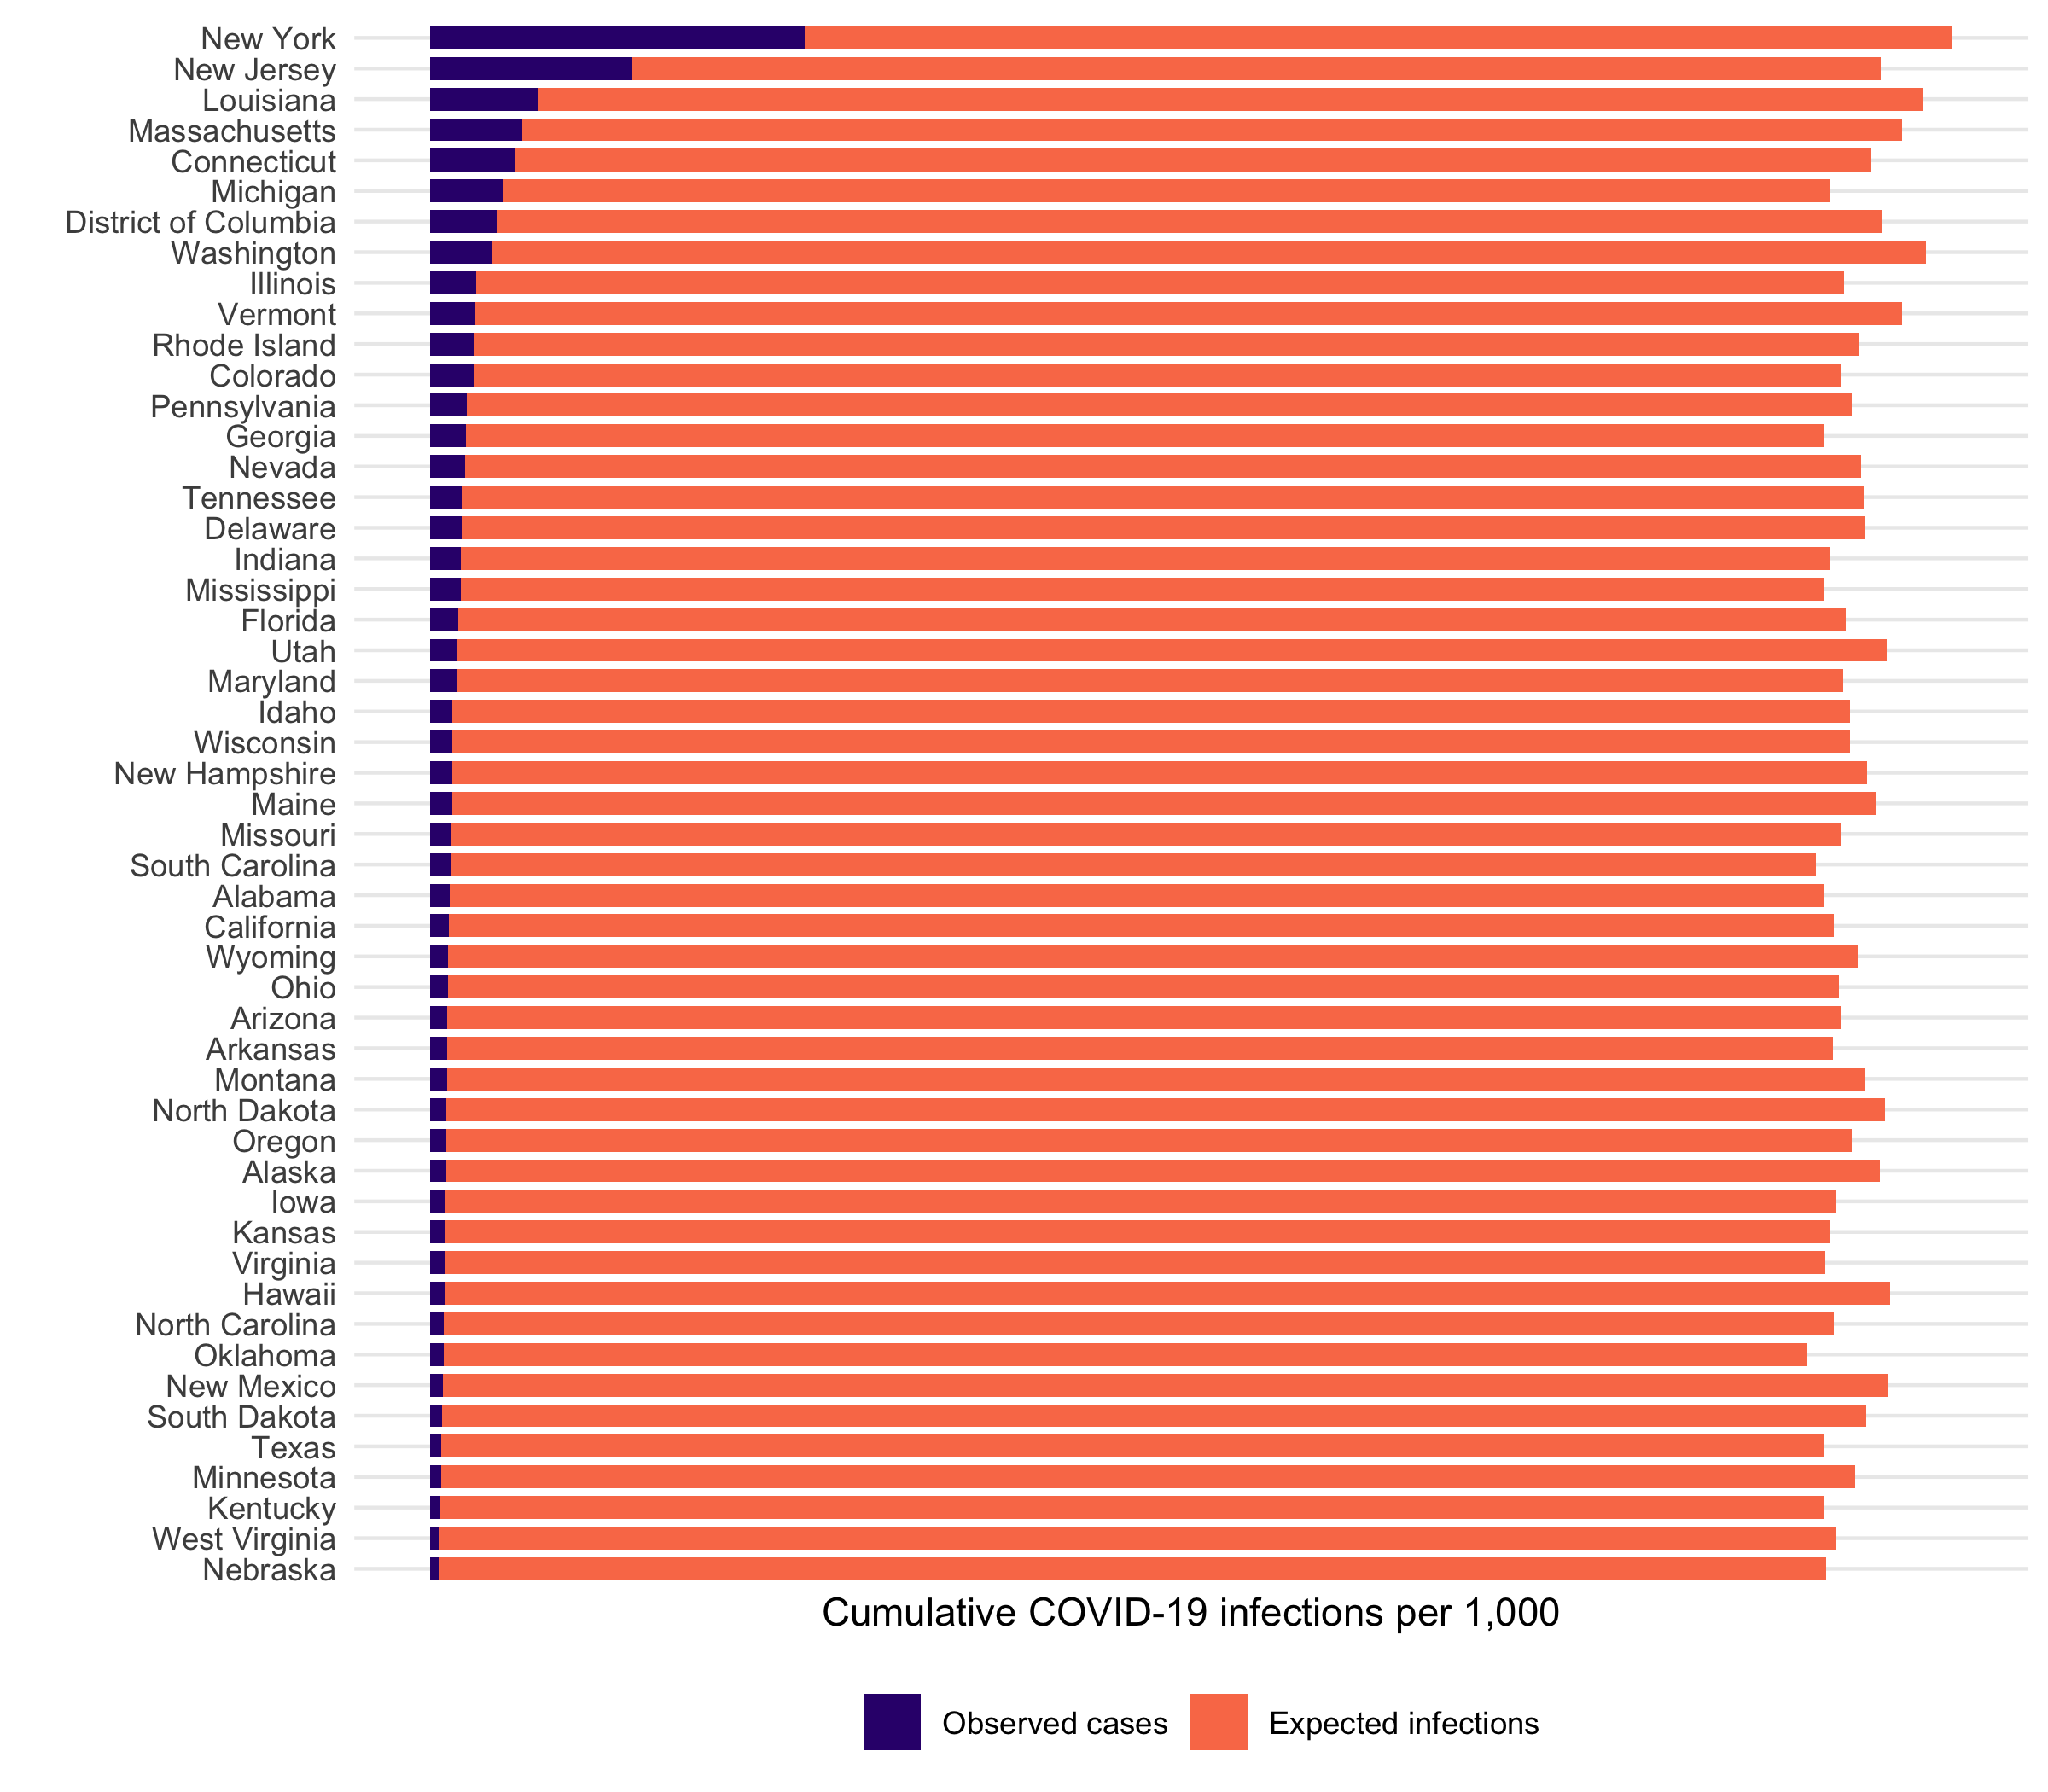 New York
New Jersey
Louisiana
Massachusetts
Connecticut
Michigan
District of Columbia
Washington
Illinois
Vermont
Rhode Island
Colorado
Pennsylvania
Georgia
Nevada
Tennessee
Delaware
Indiana
Mississippi
Florida
Utah
Maryland
Idaho
Wisconsin
New Hampshire
Maine
Missouri
South Carolina
Alabama
California
Wyoming
Ohio
Arizona
Arkansas
Montana
North Dakota
Oregon
Alaska
Iowa
Kansas
Virginia
Hawaii
North Carolina
Oklahoma
New Mexico
South Dakota
Texas
Minnesota
Kentucky
West Virginia
Nebraska
Cumulative COVID-19 infections per 1,000
Observed cases Expected infections